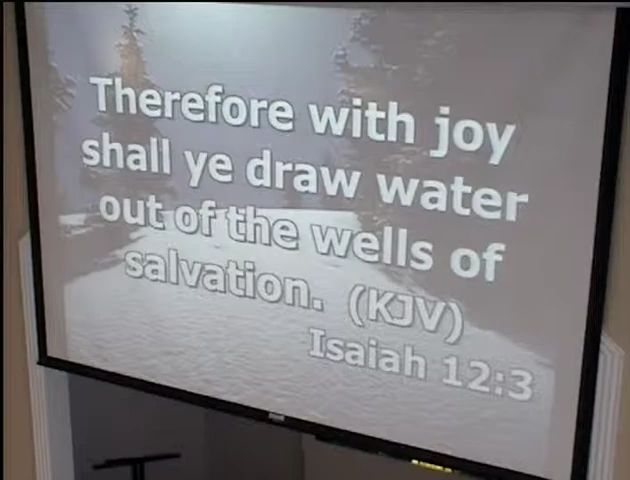 Therefore with joy
shall ye draw water
out of the wells of
salvation. (KJV)
Isaiah 12:3